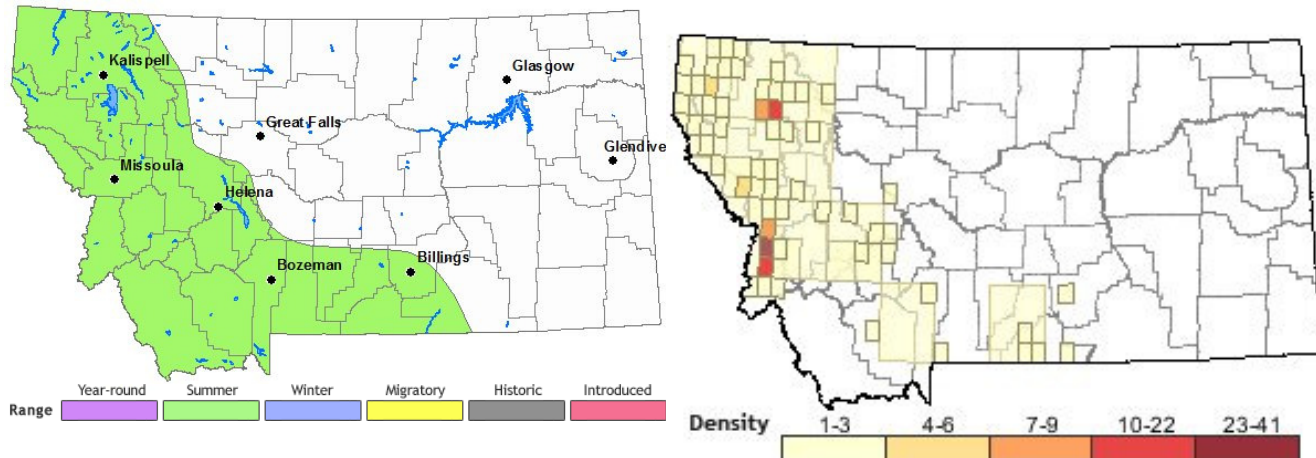 Kalispell
Glasgow
Great Falls
Glendive
Missoula
Helena
Bozeman
Billings
Year-round Summer Winter Migratory Historic Introduced
Range
Density 1-3 4-6 7-9 10-22 23-41